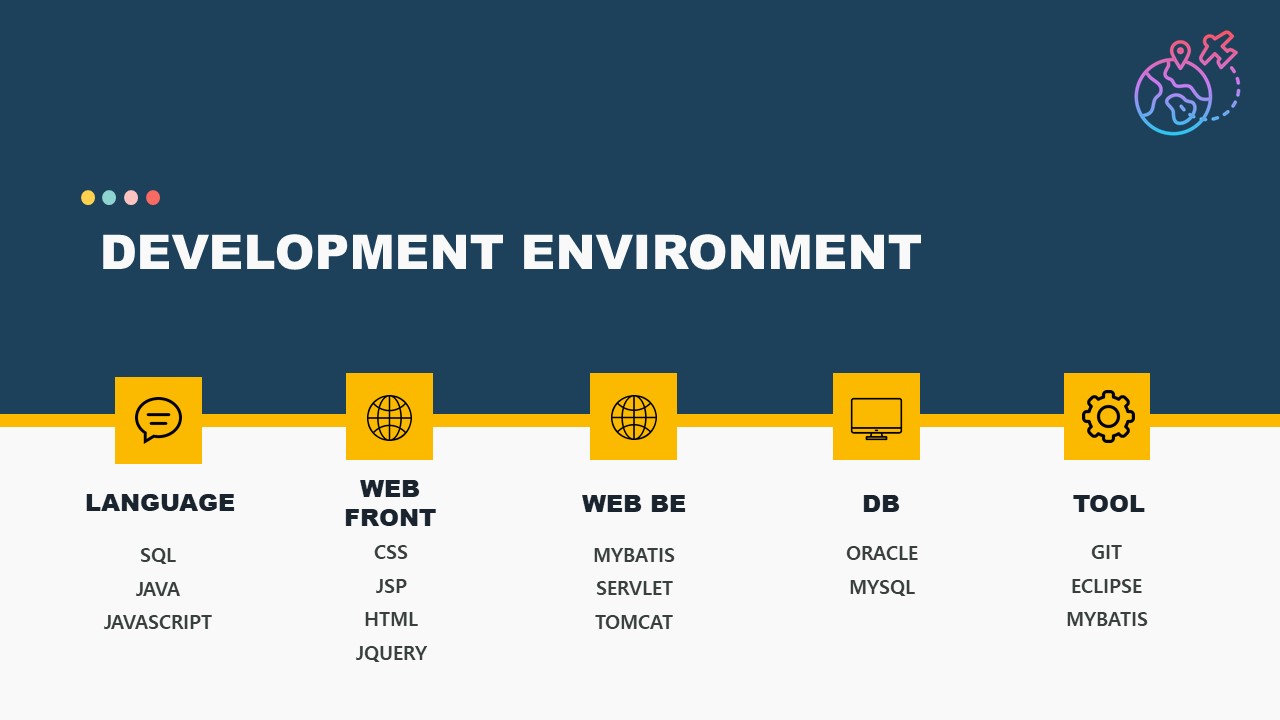 DEVELOPMENT ENVIRONMENT
LANGUAGE
SQL
JAVA
JAVASCRIPT
WEB
FRONT
CSS
JSP
HTML
JQUERY
WEB BE
MYBATIS
SERVLET
TOMCAT
DB
ORACLE
MYSQL
TOOL
GIT
ECLIPSE
MYBATIS